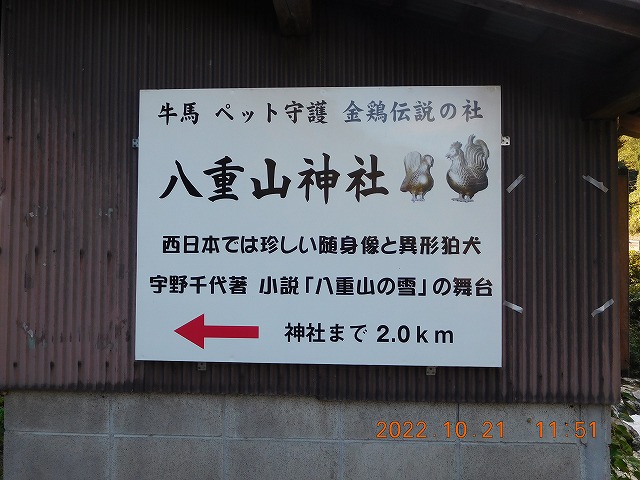 牛馬 ペット守護 金鶏伝説の社
八重山神社
西日本では珍しい随身像と異形狛犬
宇野千代著 小説「八重山の雪」の舞台
神社まで 2.0km
2022.10.21 11:51